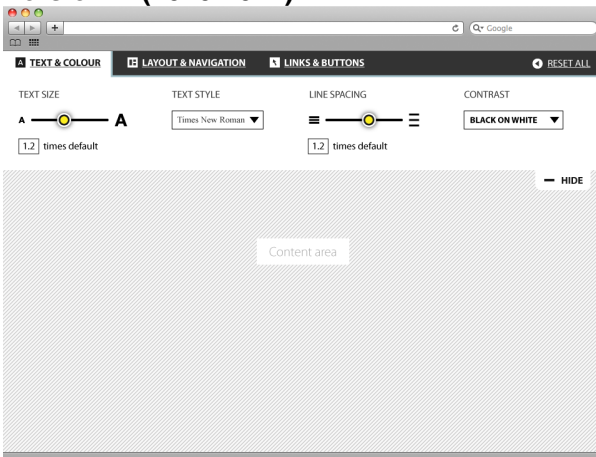 Google
A TEXT & COLOUR LAYOUT & NAVIGATION LINKS & BUTTONS RESET ALL
TEXT SIZE TEXT STYLE LINE SPACING CONTRAST
A A Times New Roman BLACK ON WHITE
1.2 times default 1.2 times default
HIDE
Content area